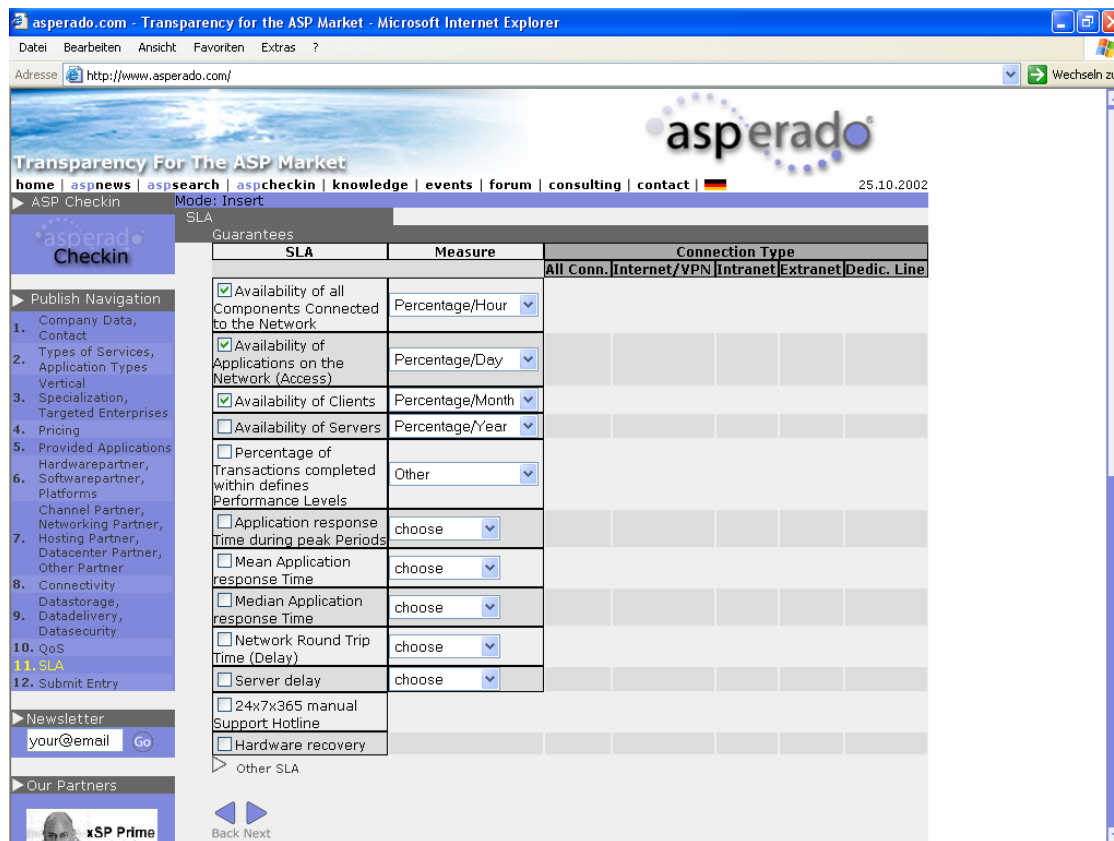 asperado.com - Transparency for the ASP Market - Microsoft Internet Explorer
Datei Bearbeiten Ansicht Favoriten Extras ?
Adresse http://www.asperado.com/ Wechseln zu
asperado
Transparency For The ASP Market
home | aspnews | aspsearch | aspcheckin | knowledge | events | forum | consulting | contact | 25.10.2002
ASP Checkin
asperado
Checkin
Publish Navigation
1. Company Data,
Contact
2. Types of Services,
Application Types
3. Vertical
Specialization,
Targeted Enterprises
4. Pricing
5. Provided Applications
6. Hardwarepartner,
Softwarepartner,
Platforms
7. Channel Partner,
Networking Partner,
Hosting Partner,
Datacenter Partner,
Other Partner
8. Connectivity
9. Datastorage,
Datadelivery,
Datasecurity
10. QoS
11. SLA
12. Submit Entry
Newsletter
your@email Go
Our Partners
xSP Prime
Mode: Insert
SLA
Guarantees
SLA Measure Connection Type
All Conn. Internet/VPN Intranet Extranet Dedic. Line
Availability of all
Components Connected
to the Network
Percentage/Hour
Availability of
Applications on the
Network (Access)
Percentage/Day
Availability of Clients Percentage/Month
Availability of Servers Percentage/Year
Percentage of
Transactions completed
within defines
Performance Levels
Other
Application response
Time during peak Periods
choose
Mean Application
response Time
choose
Median Application
response Time
choose
Network Round Trip
Time (Delay)
choose
Server delay choose
24x7x365 manual
Support Hotline
Hardware recovery
Other SLA
Back Next